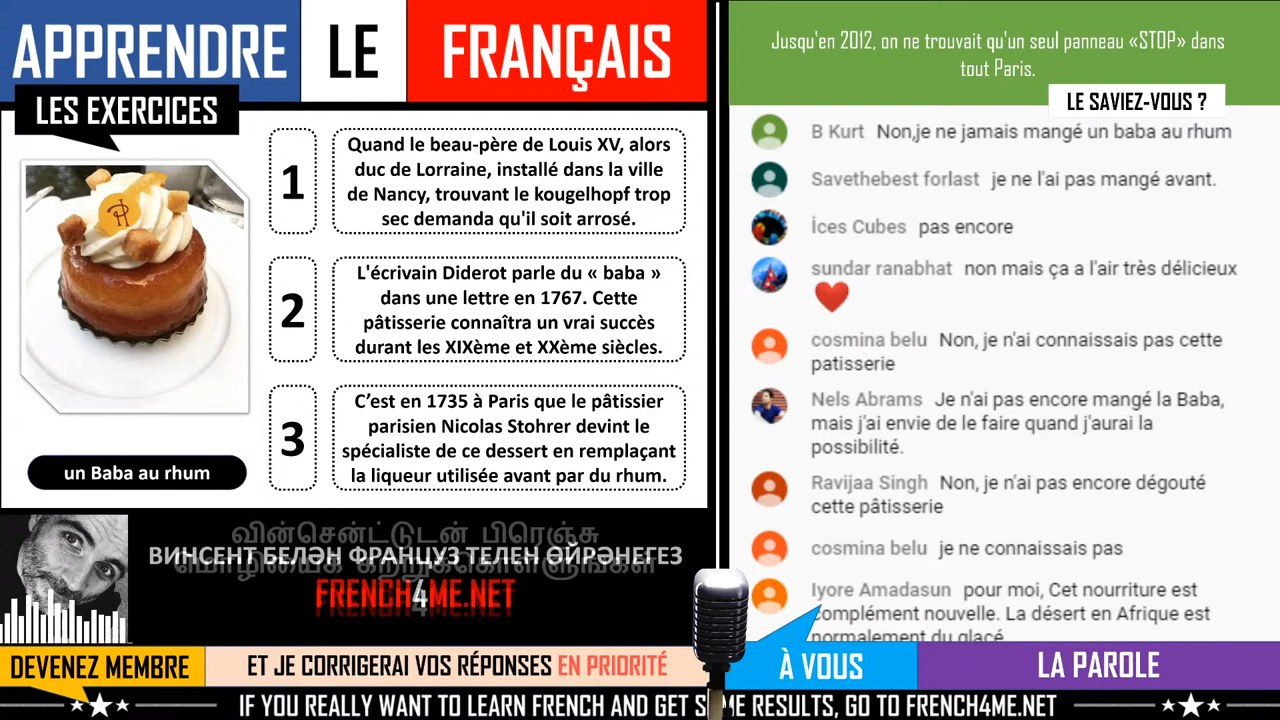 APPRENDRE LE FRANÇAIS
LES EXERCICES
1
Quand le beau-père de Louis XV, alors
duc de Lorraine, installé dans la ville
de Nancy, trouvant le kougelhopf trop
sec demanda qu'il soit arrosé.
2
L'écrivain Diderot parle du « baba »
dans une lettre en 1767. Cette
pâtisserie connaîtra un vrai succès
durant les XIXème et XXème siècles.
3
C’est en 1735 à Paris que le pâtissier
parisien Nicolas Stohrer devint le
spécialiste de ce dessert en remplaçant
la liqueur utilisée avant par du rhum.
un Baba au rhum
வின்சென்ட்டுடன் பிரெஞ்சு
ВИНСЕНТ БЕЛӘН ФРАНЦУЗ ТЕЛЕН ӨЙРӘНЕГЕЗ
FRENCH4ME.NET
Jusqu'en 2012, on ne trouvait qu'un seul panneau «STOP» dans
tout Paris.
LE SAVIEZ-VOUS ?
B Kurt Non,je ne jamais mangé un baba au rhum
Savethebest forlast je ne l'ai pas mangé avant.
İces Cubes pas encore
sundar ranabhat non mais ça a l'air très délicieux
❤️
cosmina belu Non, je n'ai connaissais pas cette
patisserie
Nels Abrams Je n'ai pas encore mangé la Baba,
mais j'ai envie de le faire quand j'aurai la
possibilité.
Ravijaa Singh Non, je n'ai pas encore dégouté
cette pâtisserie
cosmina belu je ne connaissais pas
Iyore Amadasun pour moi, Cet nourriture est
complément nouvelle. La désert en Afrique est
normalement du glacé
DEVENEZ MEMBRE
ET JE CORRIGERAI VOS RÉPONSES EN PRIORITÉ
À VOUS
LA PAROLE
IF YOU REALLY WANT TO LEARN FRENCH AND GET SOME RESULTS, GO TO FRENCH4ME.NET